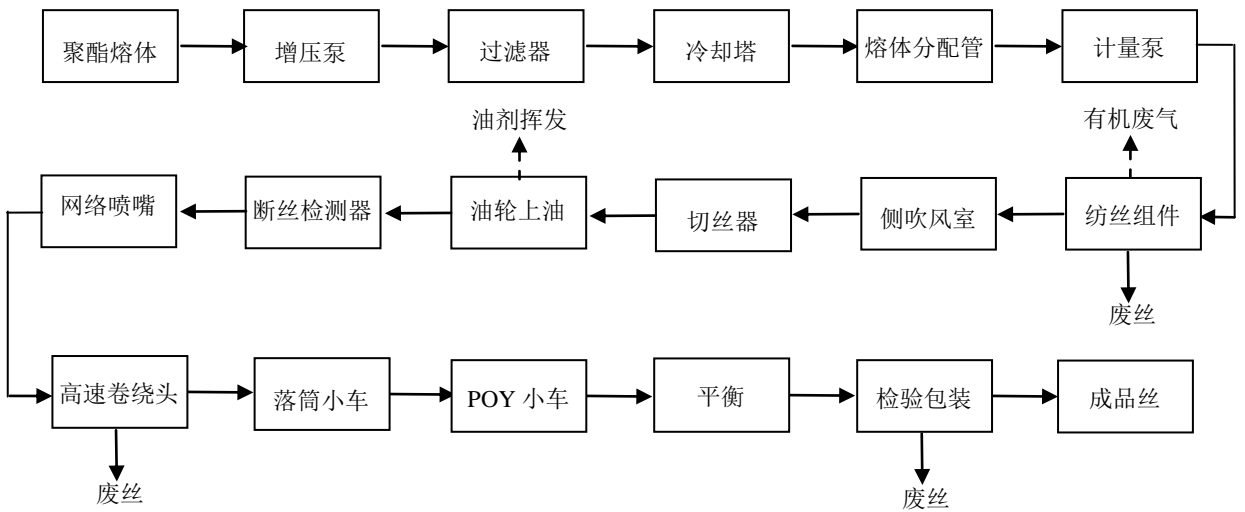 聚酯熔体
增压泵
过滤器
冷却塔
熔体分配管
计量泵
油剂挥发
有机废气
网络喷嘴
断丝检测器
油轮上油
切丝器
侧吹风室
纺丝组件
废丝
高速卷绕头
落筒小车
POY 小车
平衡
检验包装
成品丝
废丝
废丝